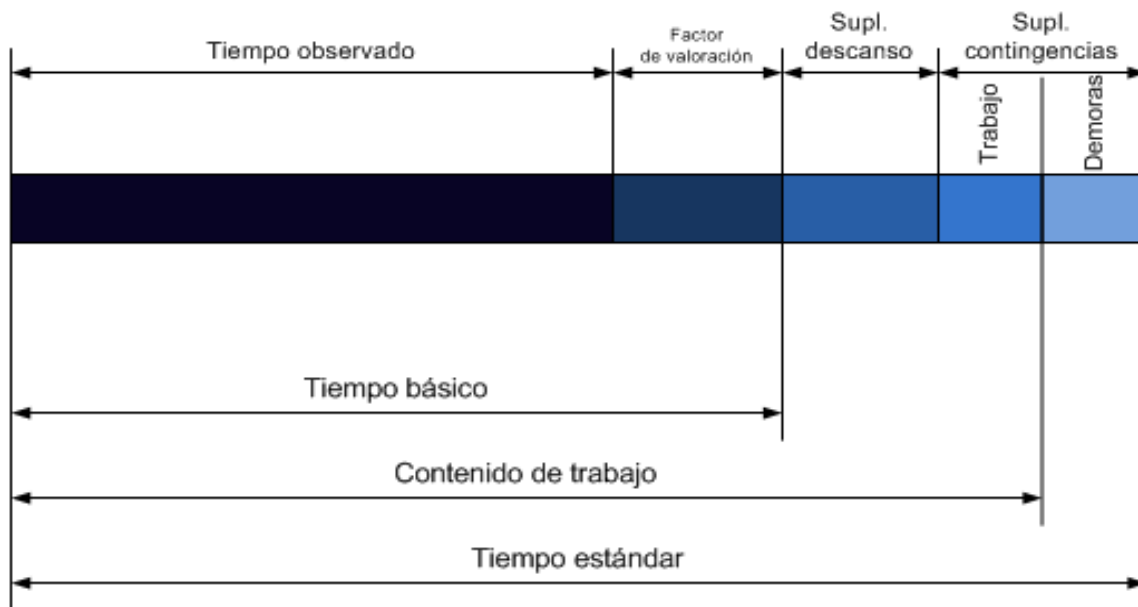 Tiempo observado
Factor
de valoración
Supl.
descanso
Supl.
contingencias
Trabajo
Demoras
Tiempo básico
Contenido de trabajo
Tiempo estándar